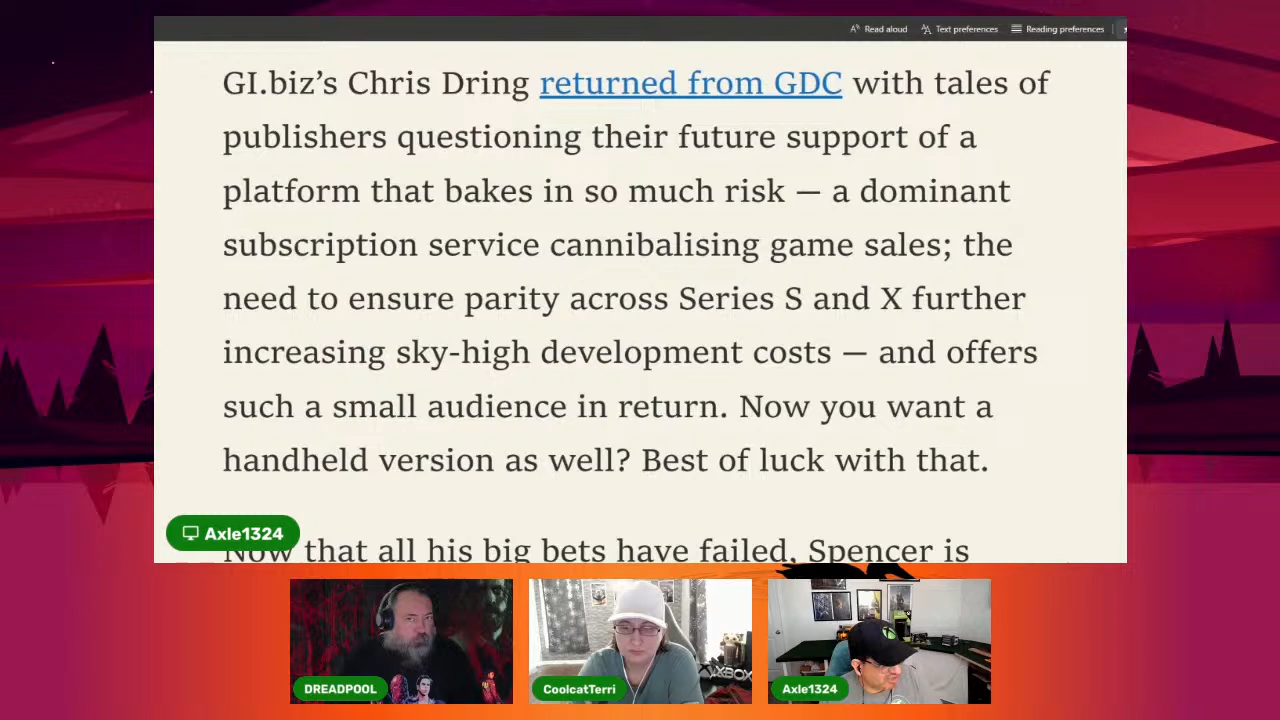 Read aloud
Text preferences
Reading preferences
GI.biz’s Chris Dring returned from GDC with tales of
publishers questioning their future support of a
platform that bakes in so much risk — a dominant
subscription service cannibalising game sales; the
need to ensure parity across Series S and X further
increasing sky-high development costs — and offers
such a small audience in return. Now you want a
handheld version as well? Best of luck with that.
Now that all his big bets have failed, Spencer is
Axle1324
DREADPOOL
CoolcatTerri
XBOX
Axle1324